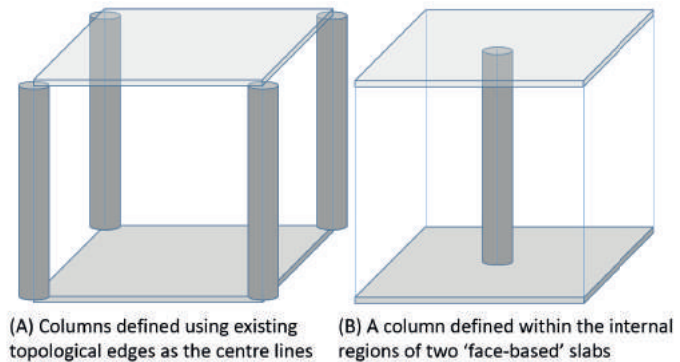 (A) Columns defined using existing
topological edges as the centre lines
(B) A column defined within the internal
regions of two ‘face-based’ slabs